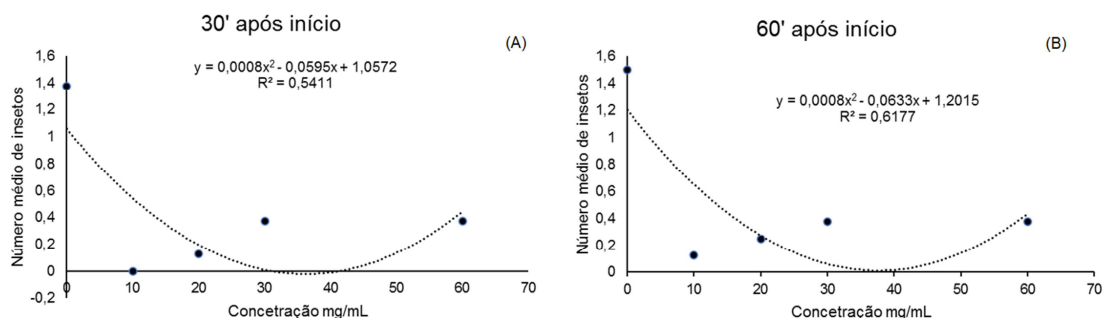 30' após início
(A)
y = 0,0008x² - 0,0595x + 1,0572
R² = 0,5411
Número médio de insetos
1,6
1,4
1,2
1
0,8
0,6
0,4
0,2
0
-0,2
0 10 20 30 40 50 60 70
Concetração mg/mL
60' após início
(B)
y = 0,0008x² - 0,0633x + 1,2015
R² = 0,6177
Número médio de insetos
1,6
1,4
1,2
1
0,8
0,6
0,4
0,2
0
0 10 20 30 40 50 60 70
Concetração mg/mL